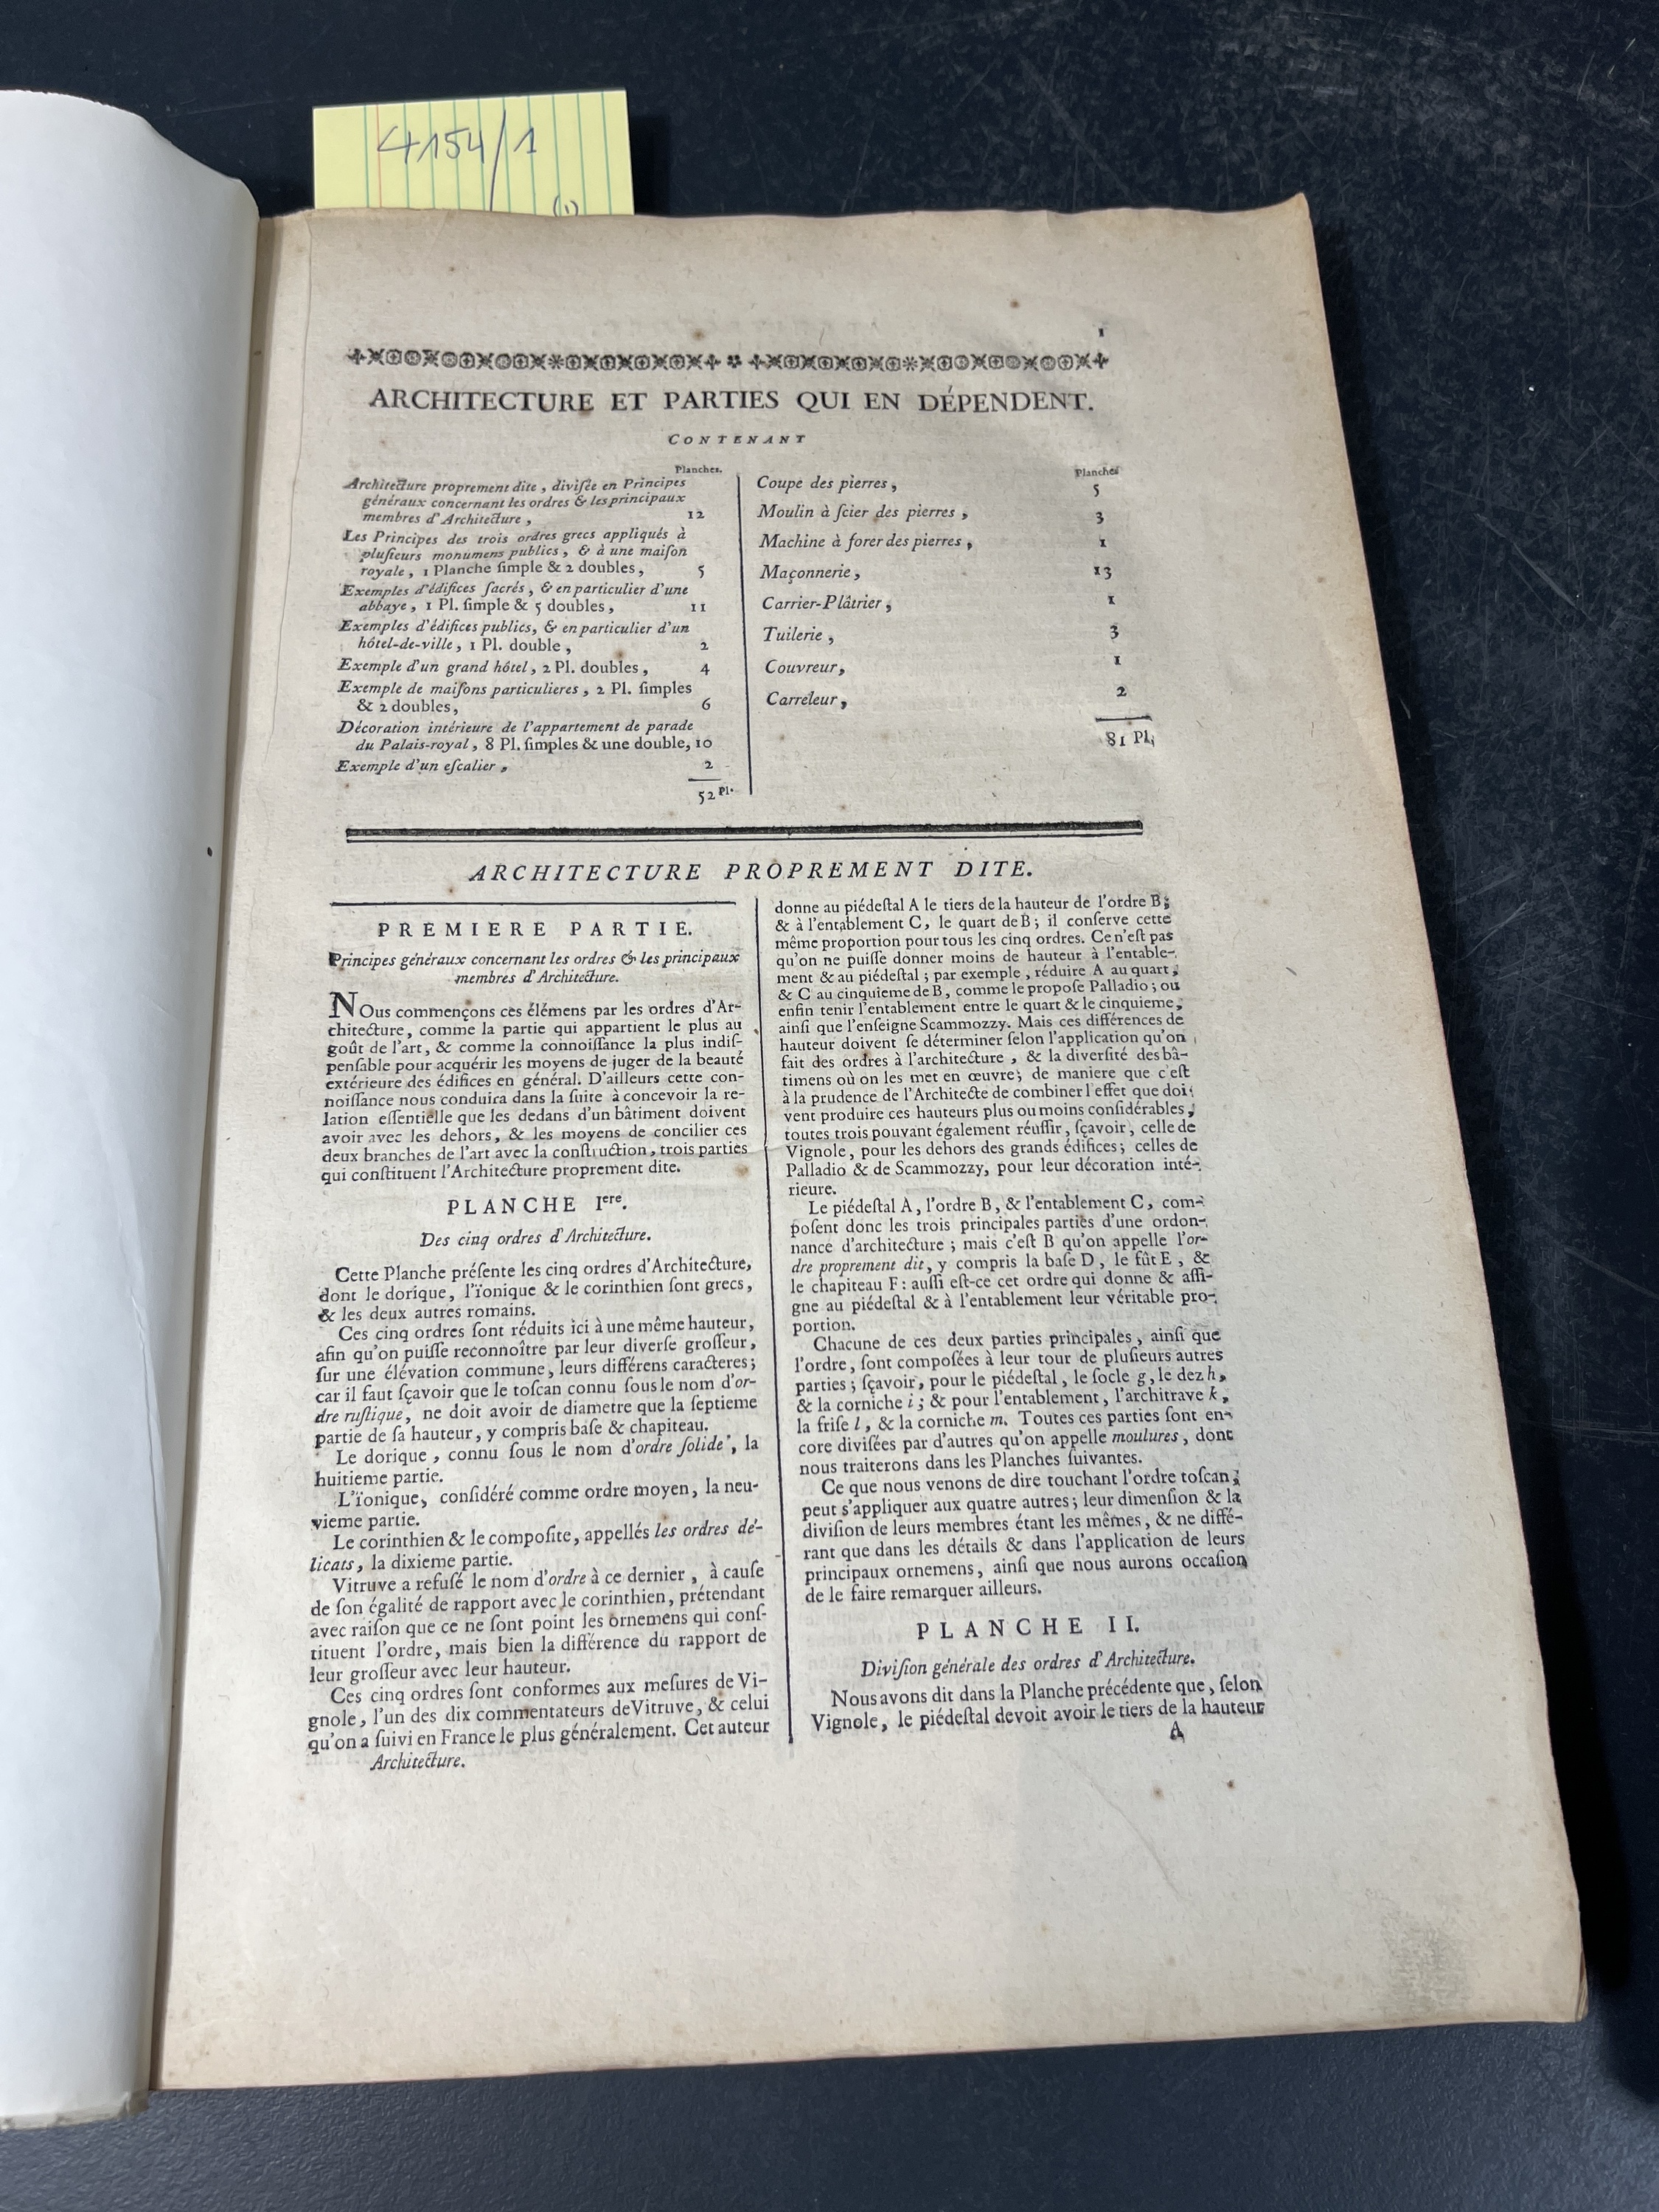 4154/1
(1)
1
ARCHITECTURE ET PARTIES QUI EN DÉPENDENT.
CONTENANT
Planches.
Architecture proprement dite, diviſée en Principes
généraux concernant les ordres & les principaux
membres d'Architecture, 12
Les Principes des trois ordres grecs appliqués à
pluſieurs monumens publics, & à une maiſon
royale, 1 Planche ſimple & 2 doubles, 5
Exemples d'édifices ſacrés, & en particulier d'une
abbaye, 1 Pl. ſimple & 5 doubles, 11
Exemples d'édifices publics, & en particulier d'un
hôtel-de-ville, 1 Pl. double, 2
Exemple d'un grand hôtel, 2 Pl. doubles, 4
Exemple de maiſons particulieres, 2 Pl. ſimples
& 2 doubles, 6
Décoration intérieure de l'appartement de parade
du Palais-royal, 8 Pl. ſimples & une double, 10
Exemple d'un eſcalier, 2
52 Pl.
Planches
Coupe des pierres, 5
Moulin à ſcier des pierres, 3
Machine à forer des pierres, 1
Maçonnerie, 13
Carrier-Plâtrier, 1
Tuilerie, 3
Couvreur, 1
Carreleur, 2
81 Pl.
ARCHITECTURE PROPREMENT DITE.
PREMIERE PARTIE.
Principes généraux concernant les ordres & les principaux
membres d'Architecture.
NOus commençons ces élémens par les ordres d'Ar-
chitecture, comme la partie qui appartient le plus au
goût de l'art, & comme la connoiſſance la plus indiſ-
penſable pour acquérir les moyens de juger de la beauté
extérieure des édifices en général. D'ailleurs cette con-
noiſſance nous conduira dans la ſuite à concevoir la re-
lation eſſentielle que les dedans d'un bâtiment doivent
avoir avec les dehors, & les moyens de concilier ces
deux branches de l'art avec la conſtruction, trois parties
qui conſtituent l'Architecture proprement dite.
PLANCHE Iere.
Des cinq ordres d'Architecture.
Cette Planche préſente les cinq ordres d'Architecture,
dont le dorique, l'ïonique & le corinthien ſont grecs,
& les deux autres romains.
Ces cinq ordres ſont réduits ici à une même hauteur,
afin qu'on puiſſe reconnoître par leur diverſe groſſeur,
ſur une élévation commune, leurs différens caracteres;
car il faut ſçavoir que le toſcan connu ſous le nom d'or-
dre ruſtique, ne doit avoir de diametre que la ſeptieme
partie de ſa hauteur, y compris baſe & chapiteau.
Le dorique, connu ſous le nom d'ordre ſolide, la
huitieme partie.
L'ïonique, conſidéré comme ordre moyen, la neu-
vieme partie.
Le corinthien & le compoſite, appellés les ordres dé-
licats, la dixieme partie.
Vitruve a refuſé le nom d'ordre à ce dernier, à cauſe
de ſon égalité de rapport avec le corinthien, prétendant
avec raiſon que ce ne ſont point les ornemens qui conſ-
tituent l'ordre, mais bien la différence du rapport de
leur groſſeur avec leur hauteur.
Ces cinq ordres ſont conformes aux meſures de Vi-
gnole, l'un des dix commentateurs de Vitruve, & celui
qu'on a ſuivi en France le plus généralement. Cet auteur
Architecture.
donne au piédeſtal A le tiers de la hauteur de l'ordre B;
& à l'entablement C, le quart de B; il conſerve cette
même proportion pour tous les cinq ordres. Ce n'eſt pas
qu'on ne puiſſe donner moins de hauteur à l'entable-
ment & au piédeſtal; par exemple, réduire A au quart,
& C au cinquieme de B, comme le propoſe Palladio; ou
enfin tenir l'entablement entre le quart & le cinquieme,
ainſi que l'enſeigne Scammozzy. Mais ces différences de
hauteur doivent ſe déterminer ſelon l'application qu'on
fait des ordres à l'architecture, & la diverſité des bâ-
timens où on les met en œuvre; de maniere que c'eſt
à la prudence de l'Architecte de combiner l'effet que doi-
vent produire ces hauteurs plus ou moins conſidérables,
toutes trois pouvant également réuſſir, ſçavoir, celle de
Vignole, pour les dehors des grands édifices; celles de
Palladio & de Scammozzy, pour leur décoration inté-
rieure.
Le piédeſtal A, l'ordre B, & l'entablement C, com-
poſent donc les trois principales parties d'une ordon-
nance d'architecture; mais c'eſt B qu'on appelle l'or-
dre proprement dit, y compris la baſe D, le fût E, &
le chapiteau F: auſſi eſt-ce cet ordre qui donne & aſſi-
gne au piédeſtal & à l'entablement leur véritable pro-
portion.
Chacune de ces deux parties principales, ainſi que
l'ordre, ſont compoſées à leur tour de pluſieurs autres
parties; ſçavoir, pour le piédeſtal, le ſocle g, le dez h,
& la corniche i; & pour l'entablement, l'architrave k,
la friſe l, & la corniche m. Toutes ces parties ſont en-
core diviſées par d'autres qu'on appelle moulures, dont
nous traiterons dans les Planches ſuivantes.
Ce que nous venons de dire touchant l'ordre toſcan,
peut s'appliquer aux quatre autres; leur dimenſion & la
diviſion de leurs membres étant les mêmes, & ne diffé-
rant que dans les détails & dans l'application de leurs
principaux ornemens, ainſi que nous aurons occaſion
de le faire remarquer ailleurs.
PLANCHE II.
Diviſion générale des ordres d'Architecture.
Nous avons dit dans la Planche précédente que, ſelon
Vignole, le piédeſtal devoit avoir le tiers de la hauteur
A